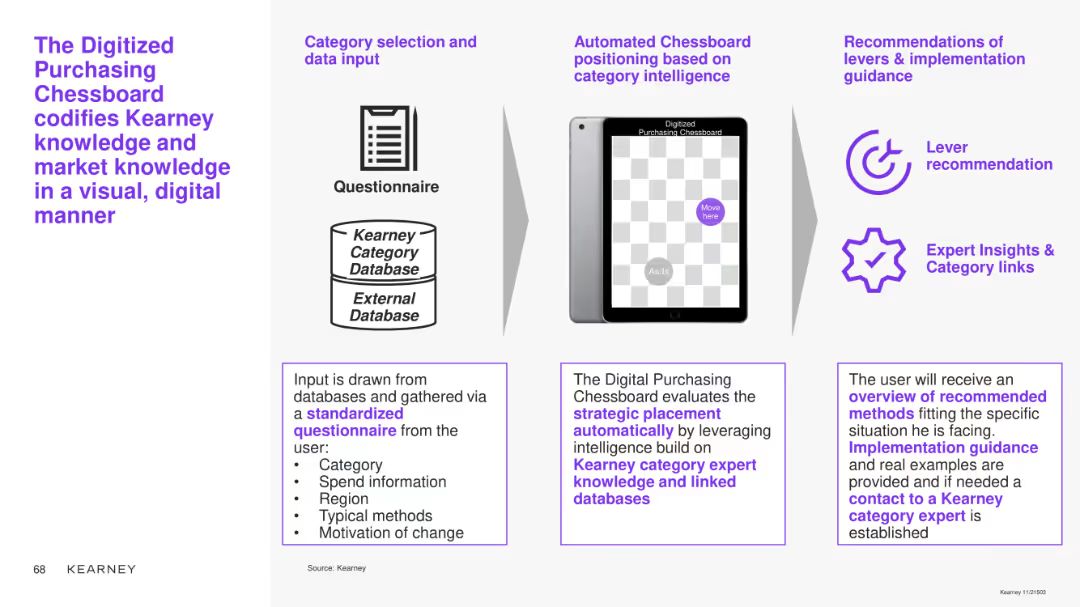 The Digitized
Purchasing
Chessboard
codifies Kearney
knowledge and
market knowledge
in a visual, digital
manner
Category selection and
data input
Questionnaire
Kearney
Category
Database
External
Database
Input is drawn from
databases and gathered via
a standardized
questionnaire from the
user:
• Category
• Spend information
• Region
• Typical methods
• Motivation of change
Automated Chessboard
positioning based on
category intelligence
Digitized
Purchasing Chessboard
Move
here
As-Is
The Digital Purchasing
Chessboard evaluates the
strategic placement
automatically by leveraging
intelligence build on
Kearney category expert
knowledge and linked
databases
Recommendations of
levers & implementation
guidance
Lever
recommendation
Expert Insights &
Category links
The user will receive an
overview of recommended
methods fitting the specific
situation he is facing.
Implementation guidance
and real examples are
provided and if needed a
contact to a Kearney
category expert is
established
68 KEARNEY
Source: Kearney